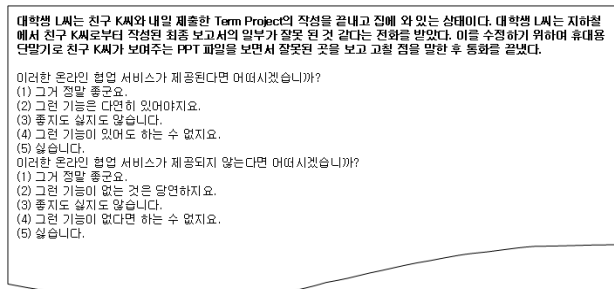 대학생 L씨는 친구 K씨와 내일 제출한 Term Project의 작성을 끝내고 집에 와 있는 상태이다. 대학생 L씨는 지하철
에서 친구 K씨로부터 작성된 최종 보고서의 일부가 잘못 된 것 같다는 전화를 받았다. 이를 수정하기 위하여 휴대용
단말기로 친구 K씨가 보여주는 PPT 파일을 보면서 잘못된 곳을 보고 고칠 점을 말한 후 통화를 끝냈다.
이러한 온라인 협업 서비스가 제공된다면 어떠시겠습니까?
(1) 그거 정말 좋군요.
(2) 그런 기능은 다연히 있어야지요.
(3) 좋지도 싫지도 않습니다.
(4) 그런 기능이 있어도 하는 수 없지요.
(5) 싫습니다.
이러한 온라인 협업 서비스가 제공되지 않는다면 어떠시겠습니까?
(1) 그거 정말 좋군요.
(2) 그런 기능이 없는 것은 당연하지요.
(3) 좋지도 싫지도 않습니다.
(4) 그런 기능이 없다면 하는 수 없지요.
(5) 싫습니다.